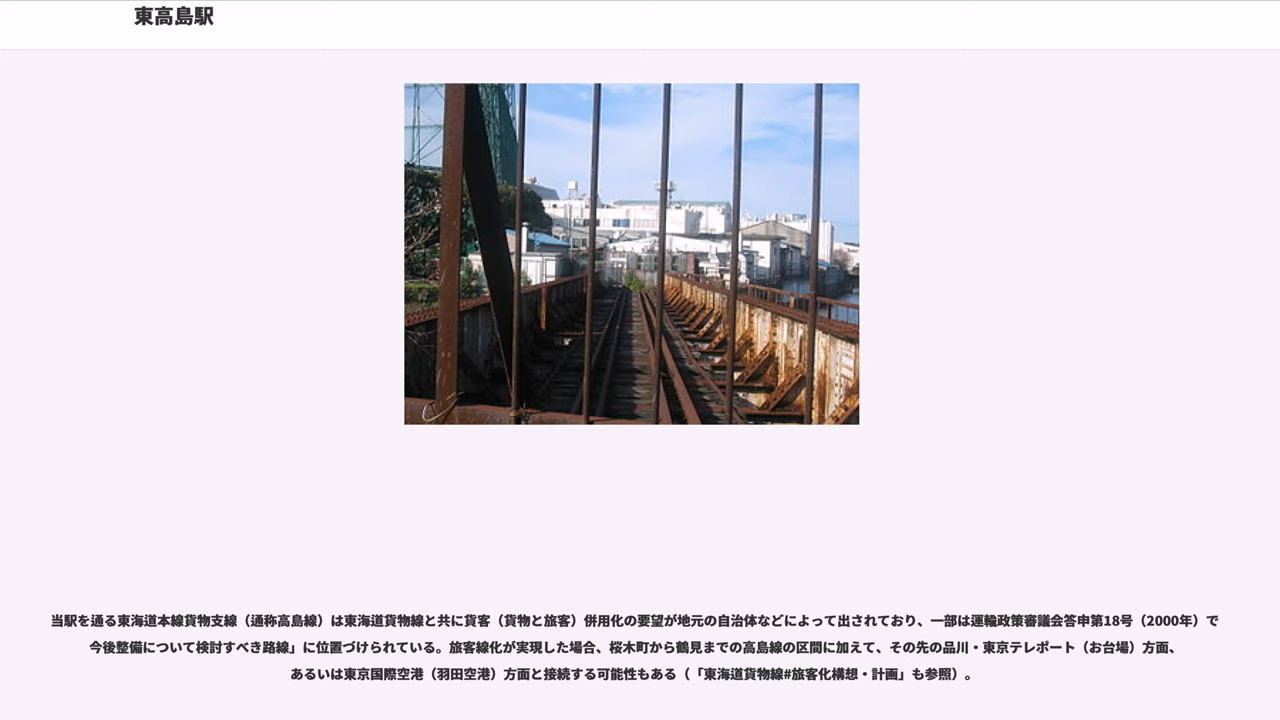 東高島駅
当駅を通る東海道本線貨物支線（通称高島線）は東海道貨物線と共に貨客（貨物と旅客）併用化の要望が地元の自治体などによって出されており、一部は運輸政策審議会答申第18号（2000年）で
今後整備について検討すべき路線」に位置づけられている。旅客線化が実現した場合、桜木町から鶴見までの高島線の区間に加えて、その先の品川・東京テレポート（お台場）方面、
あるいは東京国際空港（羽田空港）方面と接続する可能性もある（「東海道貨物線#旅客化構想・計画」も参照）。